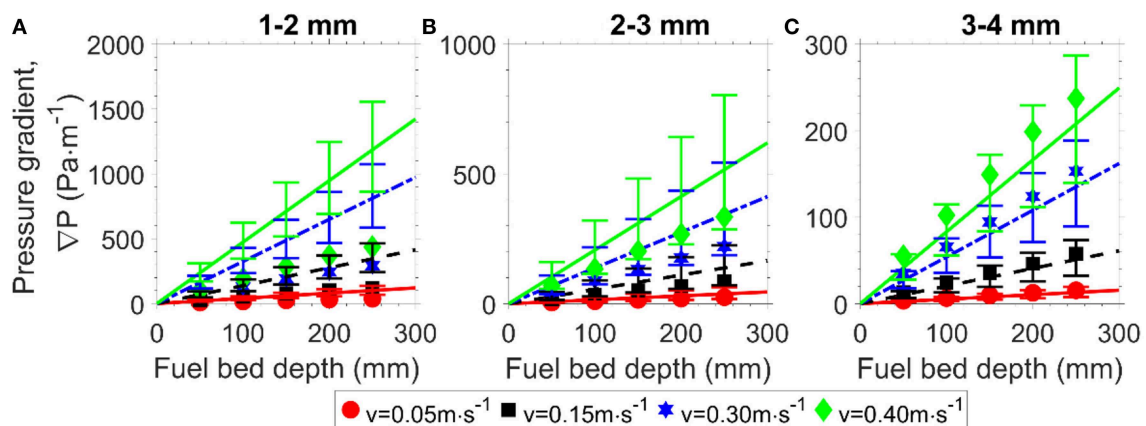 A 1-2 mm
B 2-3 mm
C 3-4 mm
Pressure gradient,
∇P (Pa·m⁻¹)
2000
1500
1000
500
0
0 100 200 300
Fuel bed depth (mm)
1000
500
0
0 100 200 300
Fuel bed depth (mm)
300
200
100
0
0 100 200 300
Fuel bed depth (mm)
v=0.05m·s⁻¹ v=0.15m·s⁻¹ v=0.30m·s⁻¹ v=0.40m·s⁻¹